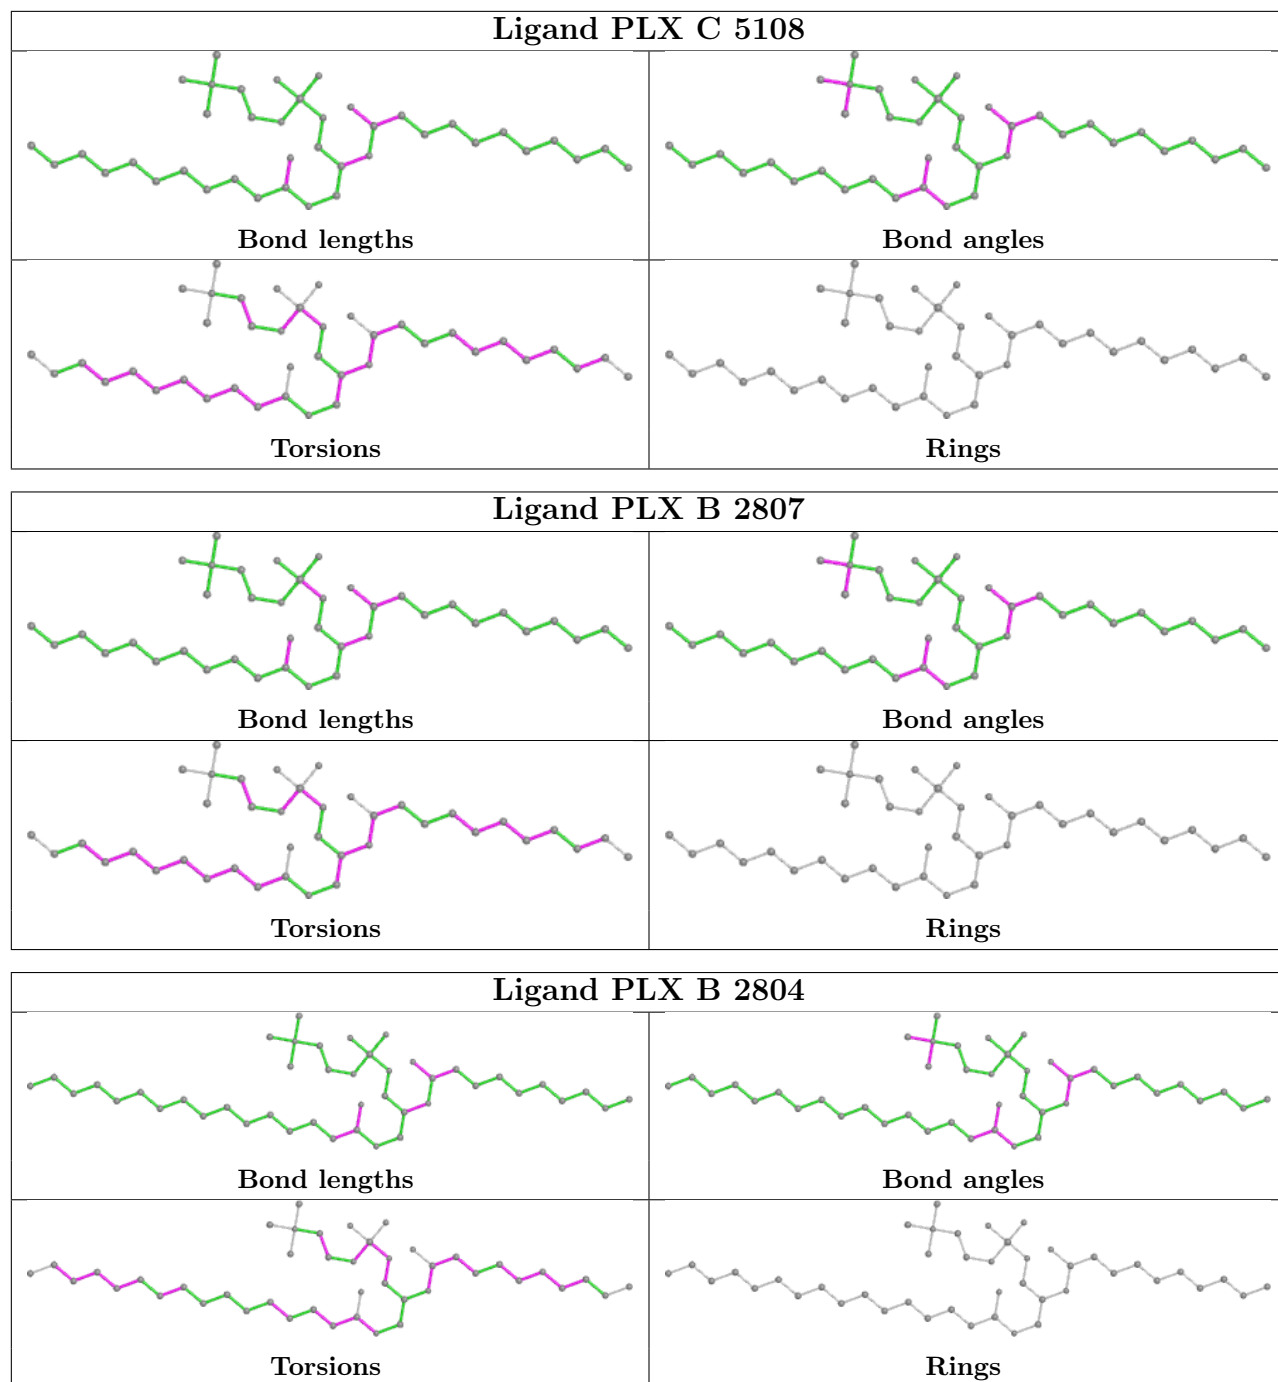 Ligand PLX C 5108
Bond lengths
Bond angles
Torsions
Rings
Ligand PLX B 2807
Bond lengths
Bond angles
Torsions
Rings
Ligand PLX B 2804
Bond lengths
Bond angles
Torsions
Rings